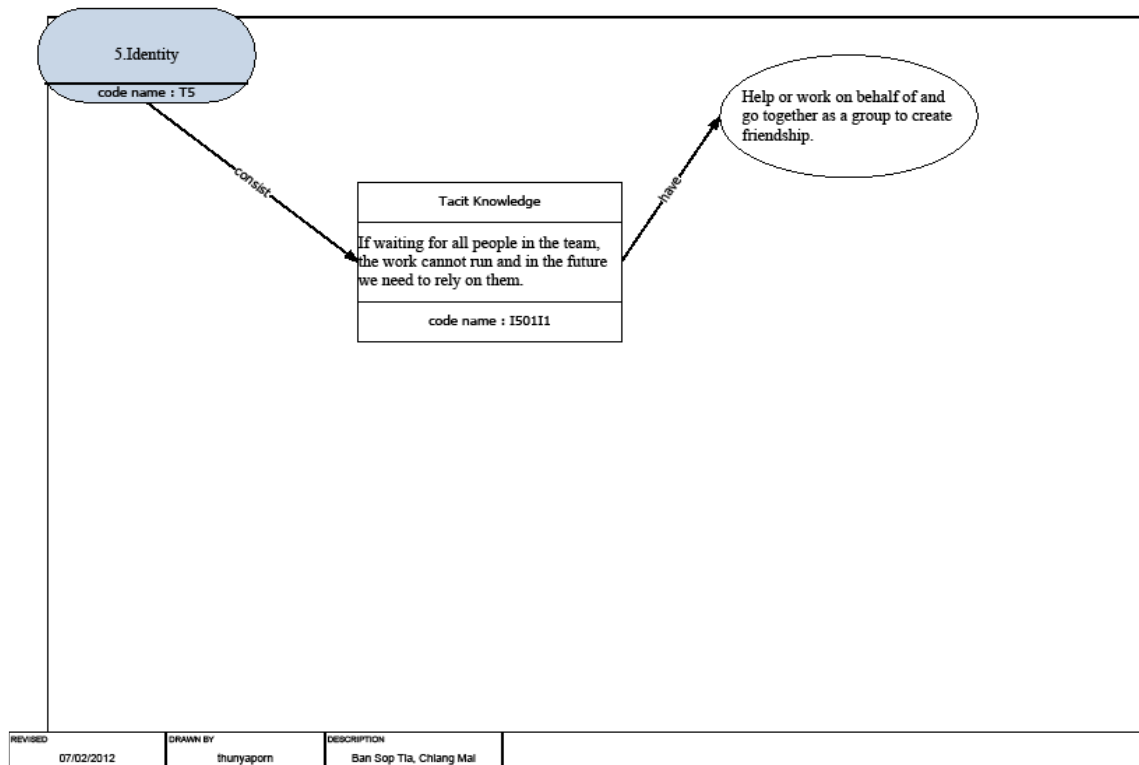 5.Identity
code name : T5
consist
Tacit Knowledge
If waiting for all people in the team,
the work cannot run and in the future
we need to rely on them.
code name : I501I1
have
Help or work on behalf of and
go together as a group to create
friendship.
REVISED
07/02/2012
DRAWN BY
thunyaporn
DESCRIPTION
Ban Sop Tia, Chiang Mai